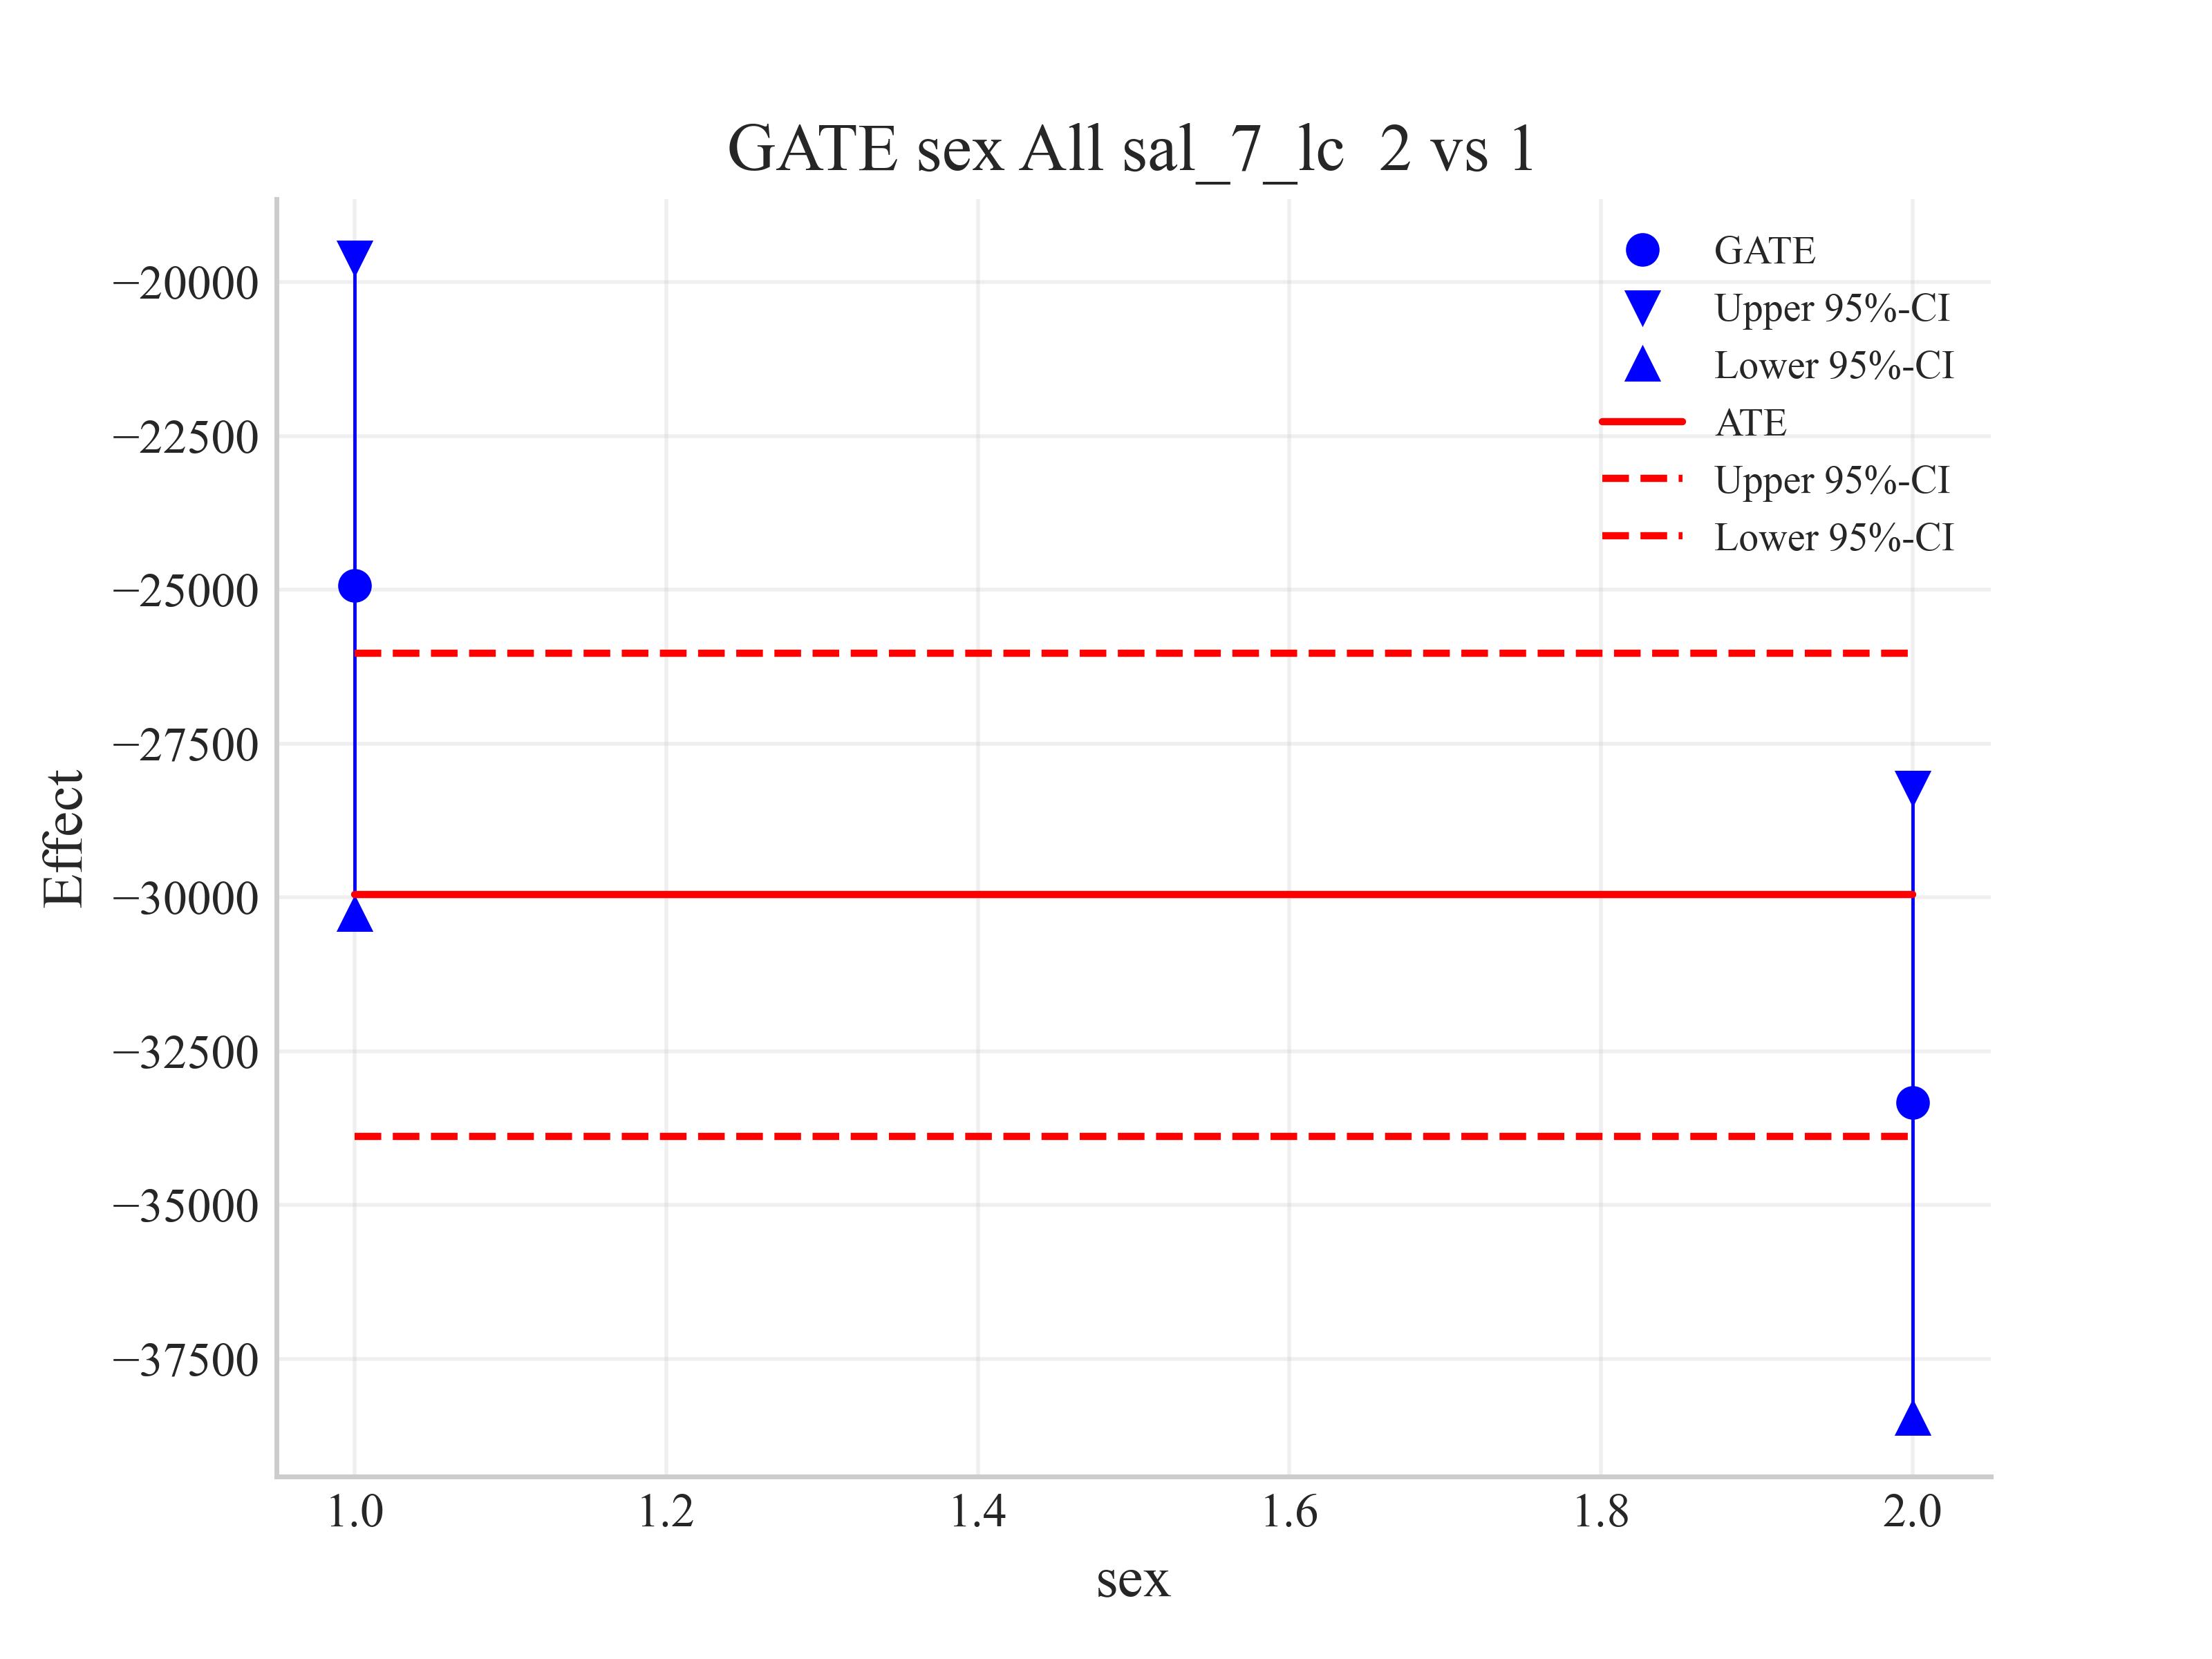 GATE sex All sal_7_lc 2 vs 1
GATE
Upper 95%-CI
Lower 95%-CI
ATE
Upper 95%-CI
Lower 95%-CI
Effect
−20000
−22500
−25000
−27500
−30000
−32500
−35000
−37500
1.0 1.2 1.4 1.6 1.8 2.0
sex